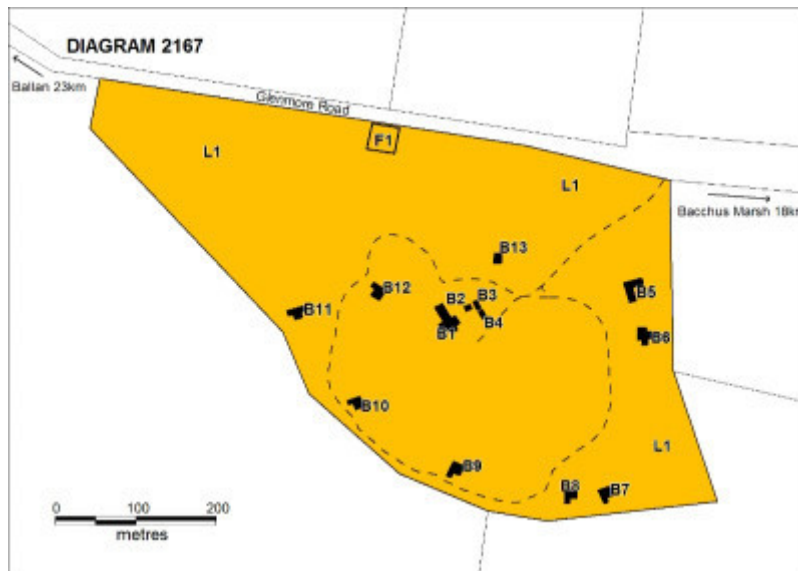 DIAGRAM 2167
Ballan 23km
Glenmore Road
F1
L1
L1
Bacchus Marsh 18km
B13
B12
B2
B3
B5
B11
B1
B4
B6
B10
L1
B9
B8
B7
0 100 200
metres